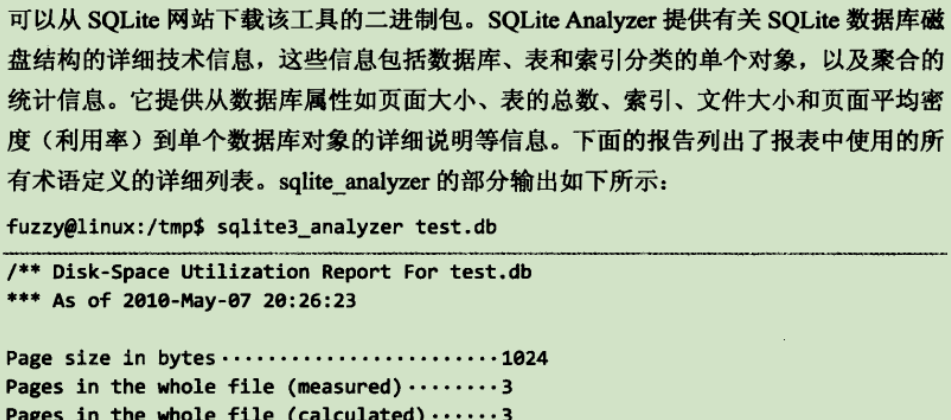 可以从 SQLite 网站下载该工具的二进制包。SQLite Analyzer 提供有关 SQLite 数据库磁
盘结构的详细技术信息，这些信息包括数据库、表和索引分类的单个对象，以及聚合的
统计信息。它提供从数据库属性如页面大小、表的总数、索引、文件大小和页面平均密
度（利用率）到单个数据库对象的详细说明等信息。下面的报告列出了报表中使用的所
有术语定义的详细列表。sqlite_analyzer 的部分输出如下所示：
fuzzy@linux:/tmp$ sqlite3_analyzer test.db
/** Disk-Space Utilization Report For test.db
*** As of 2010-May-07 20:26:23
Page size in bytes························1024
Pages in the whole file (measured)········3
Pages in the whole file (calculated)······3